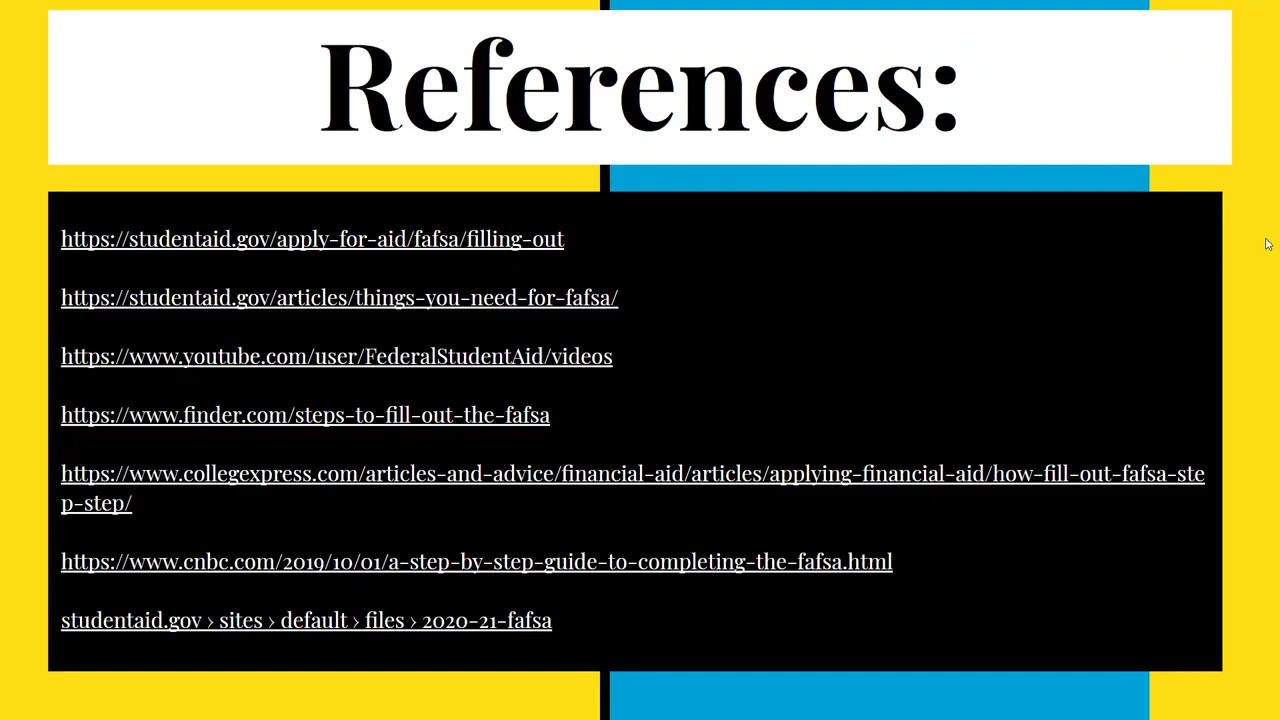 References:
https://studentaid.gov/apply-for-aid/fafsa/filling-out
https://studentaid.gov/articles/things-you-need-for-fafsa/
https://www.youtube.com/user/FederalStudentAid/videos
https://www.finder.com/steps-to-fill-out-the-fafsa
https://www.collegexpress.com/articles-and-advice/financial-aid/articles/applying-financial-aid/how-fill-out-fafsa-ste
p-step/
https://www.cnbc.com/2019/10/01/a-step-by-step-guide-to-completing-the-fafsa.html
studentaid.gov › sites › default › files › 2020-21-fafsa